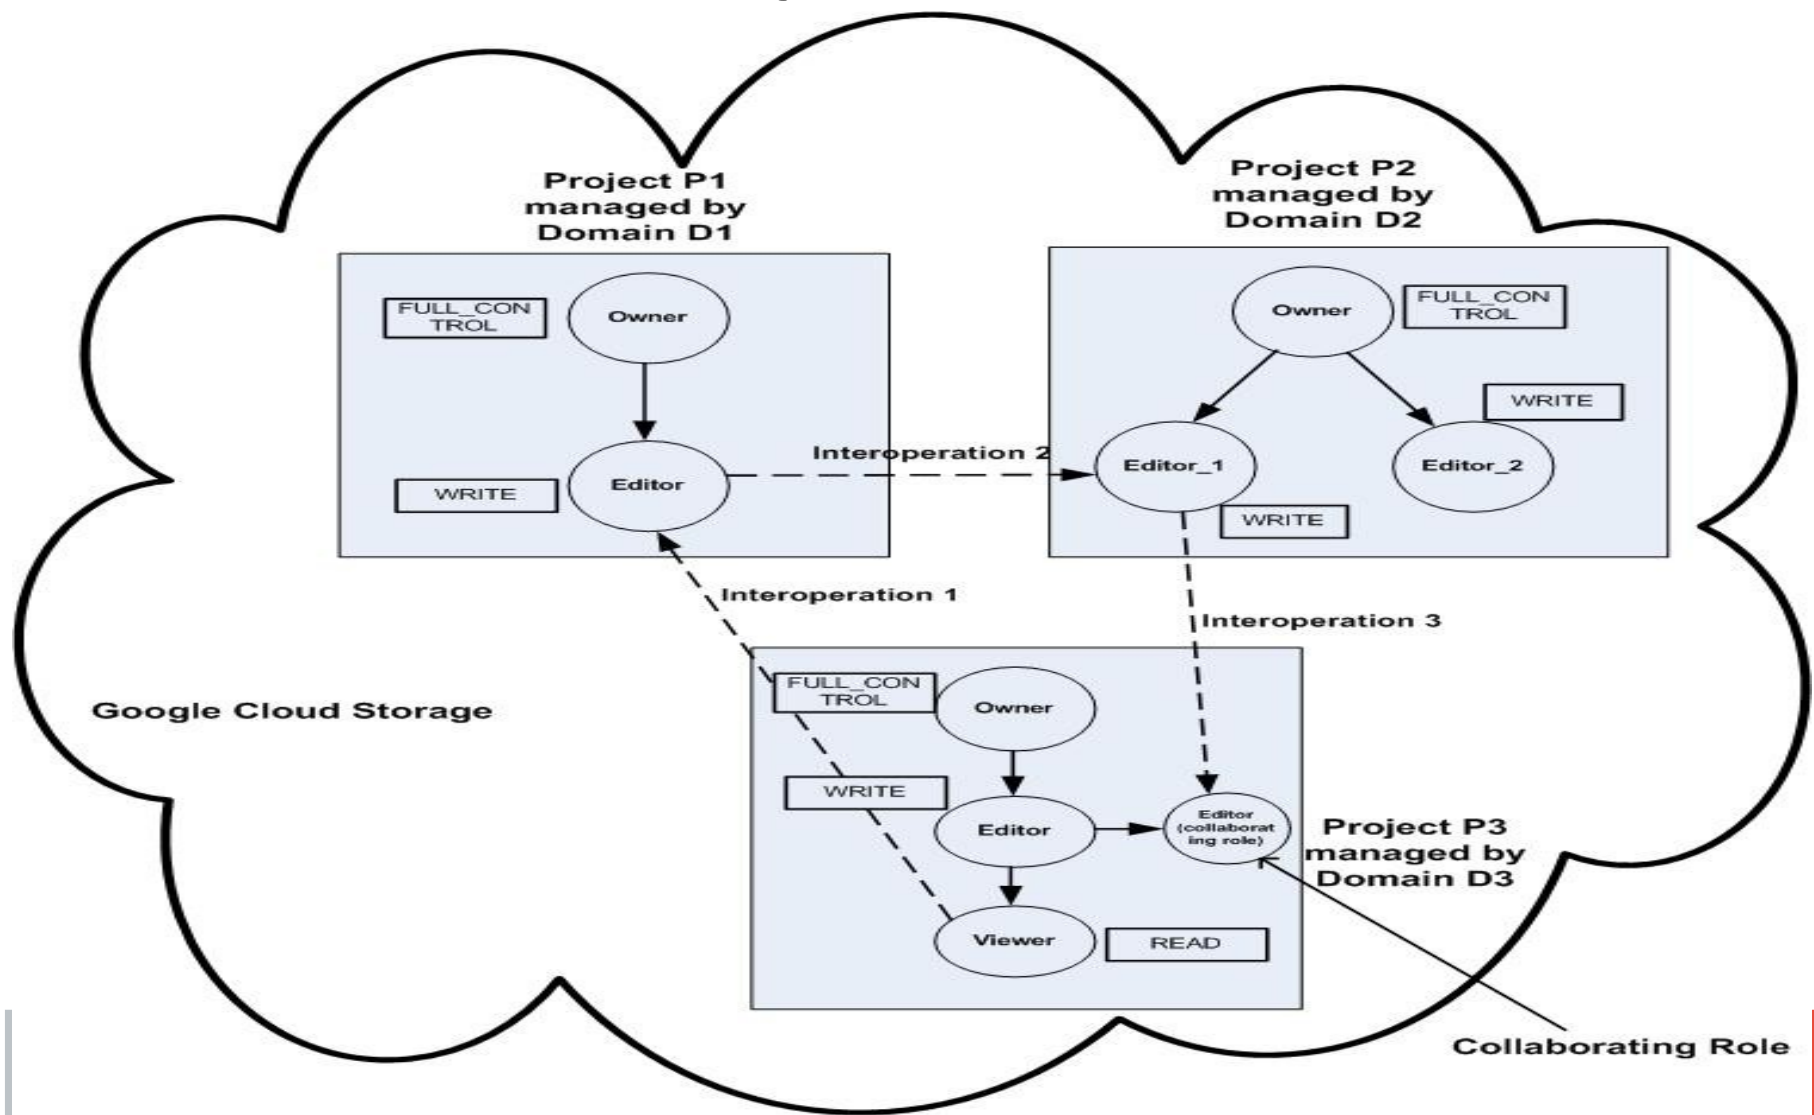 Project P1
managed by
Domain D1
FULL_CON
TROL
Owner
WRITE
Editor
Project P2
managed by
Domain D2
Owner
FULL_CON
TROL
WRITE
Editor_1
Editor_2
WRITE
Interoperation 2
Interoperation 1
Interoperation 3
Google Cloud Storage
FULL_CON
TROL
Owner
WRITE
Editor
Editor
(collaborat
ing role)
Viewer
READ
Project P3
managed by
Domain D3
Collaborating Role